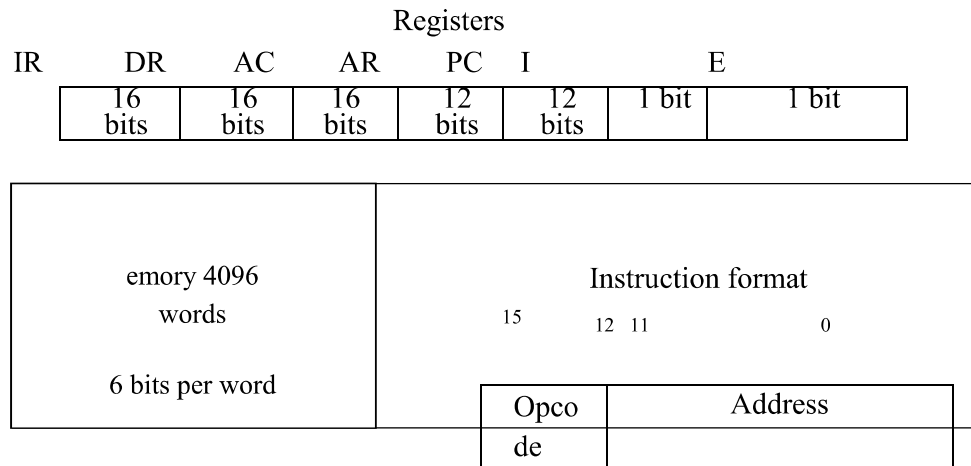 Registers
IR DR AC AR PC I E
16 16 16 12 12 1 bit 1 bit
bits bits bits bits bits
emory 4096
words
6 bits per word
Instruction format
15 12 11 0
Opco Address
de